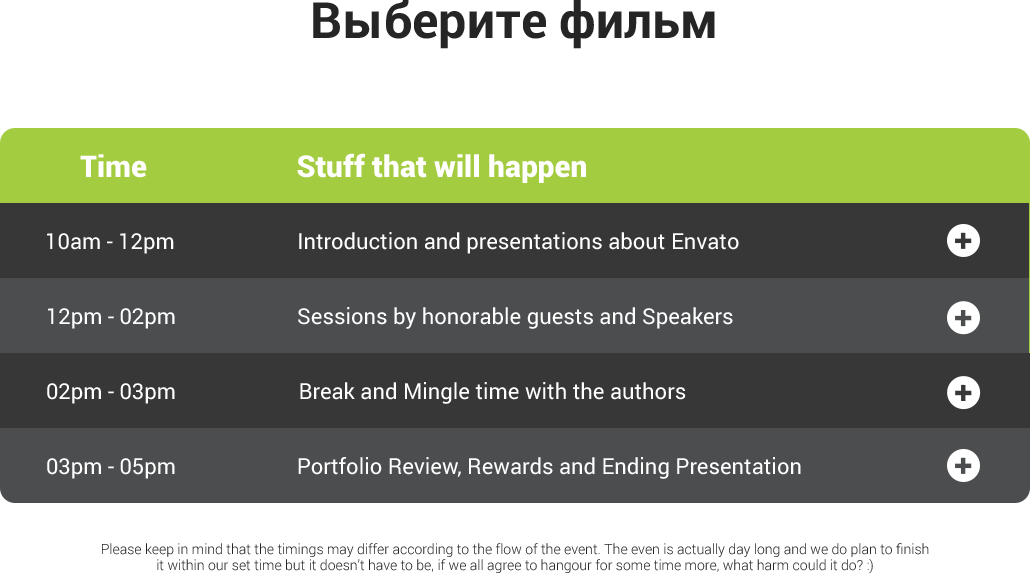 Выберите фильм
Time Stuff that will happen
10am - 12pm Introduction and presentations about Envato
12pm - 02pm Sessions by honorable guests and Speakers
02pm - 03pm Break and Mingle time with the authors
03pm - 05pm Portfolio Review, Rewards and Ending Presentation
Please keep in mind that the timings may differ according to the flow of the event. The even is actually day long and we do plan to finish
it within our set time but it doesn't have to be, if we all agree to hangour for some time more, what harm could it do? :)